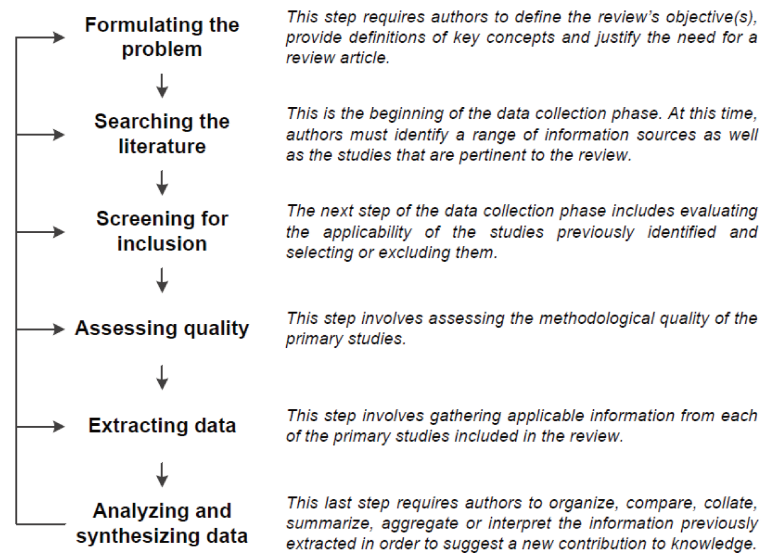 Formulating the
problem
This step requires authors to define the review's objective(s),
provide definitions of key concepts and justify the need for a
review article.
Searching the
literature
This is the beginning of the data collection phase. At this time,
authors must identify a range of information sources as well
as the studies that are pertinent to the review.
Screening for
inclusion
The next step of the data collection phase includes evaluating
the applicability of the studies previously identified and
selecting or excluding them.
Assessing quality
This step involves assessing the methodological quality of the
primary studies.
Extracting data
This step involves gathering applicable information from each
of the primary studies included in the review.
Analyzing and
synthesizing data
This last step requires authors to organize, compare, collate,
summarize, aggregate or interpret the information previously
extracted in order to suggest a new contribution to knowledge.